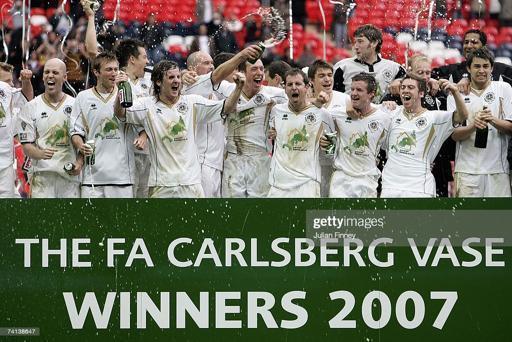 gettyimages
Julian Finney
THE FA CARLSBERG VASE
WINNERS 2007
74138647